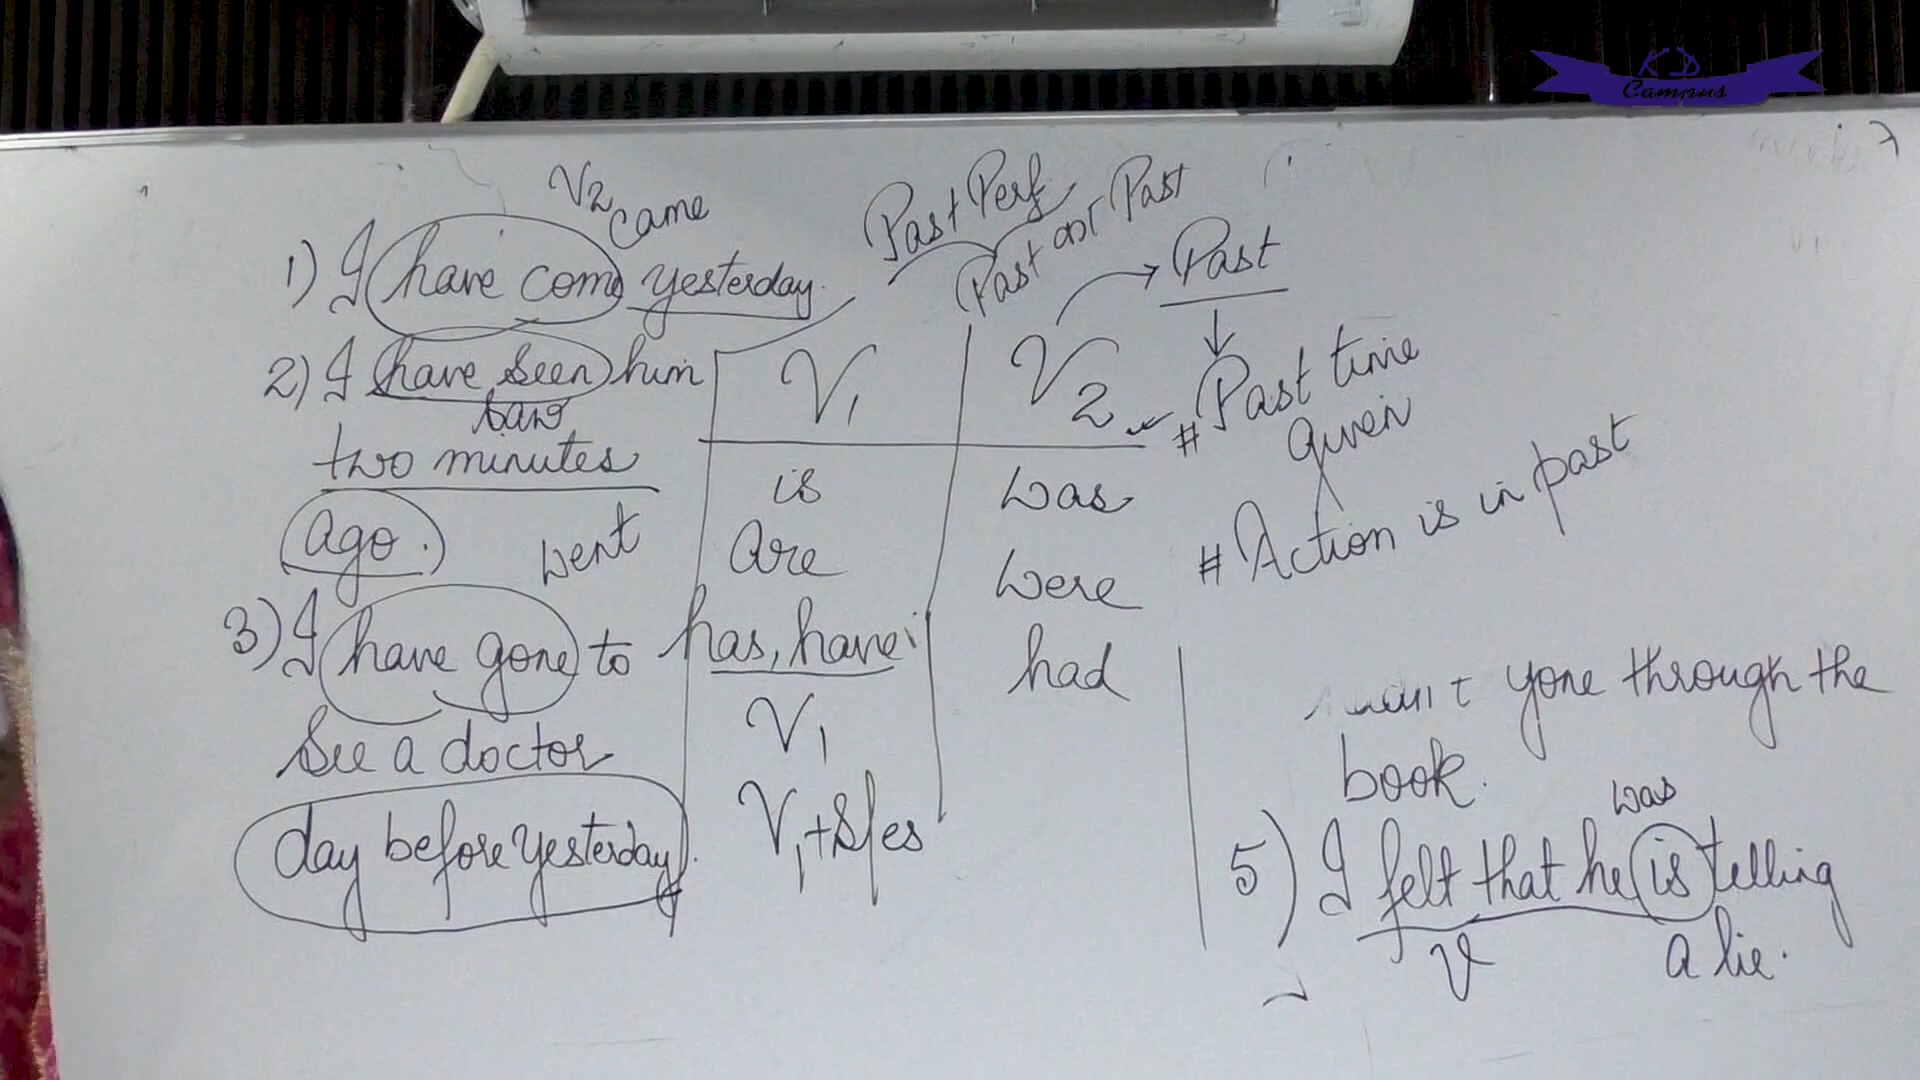 KD
Campus
V2
came
1) I have come yesterday.
2) I have seen him
saw
two minutes
ago.
went
3) I have gone to
see a doctor
day before yesterday.
Past Perf
Past Past
Past
V1 V2
is was
are were
has, have had
V1
V1+s/es
# Past time
given
# Action is in past
gone through the
book.
was
5) I felt that he is telling
V a lie.